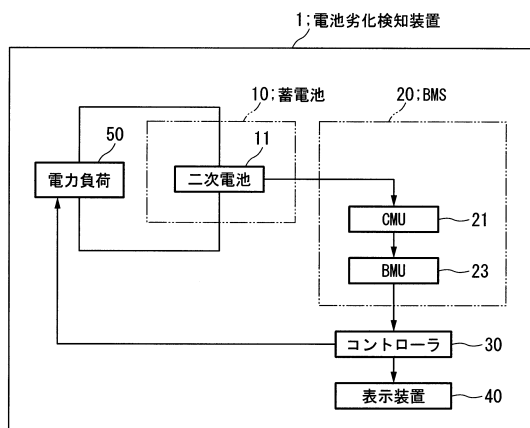 1;電池劣化検知装置
10;蓄電池
20;BMS
50
11
電力負荷
二次電池
CMU
21
BMU
23
コントローラ
30
表示装置
40